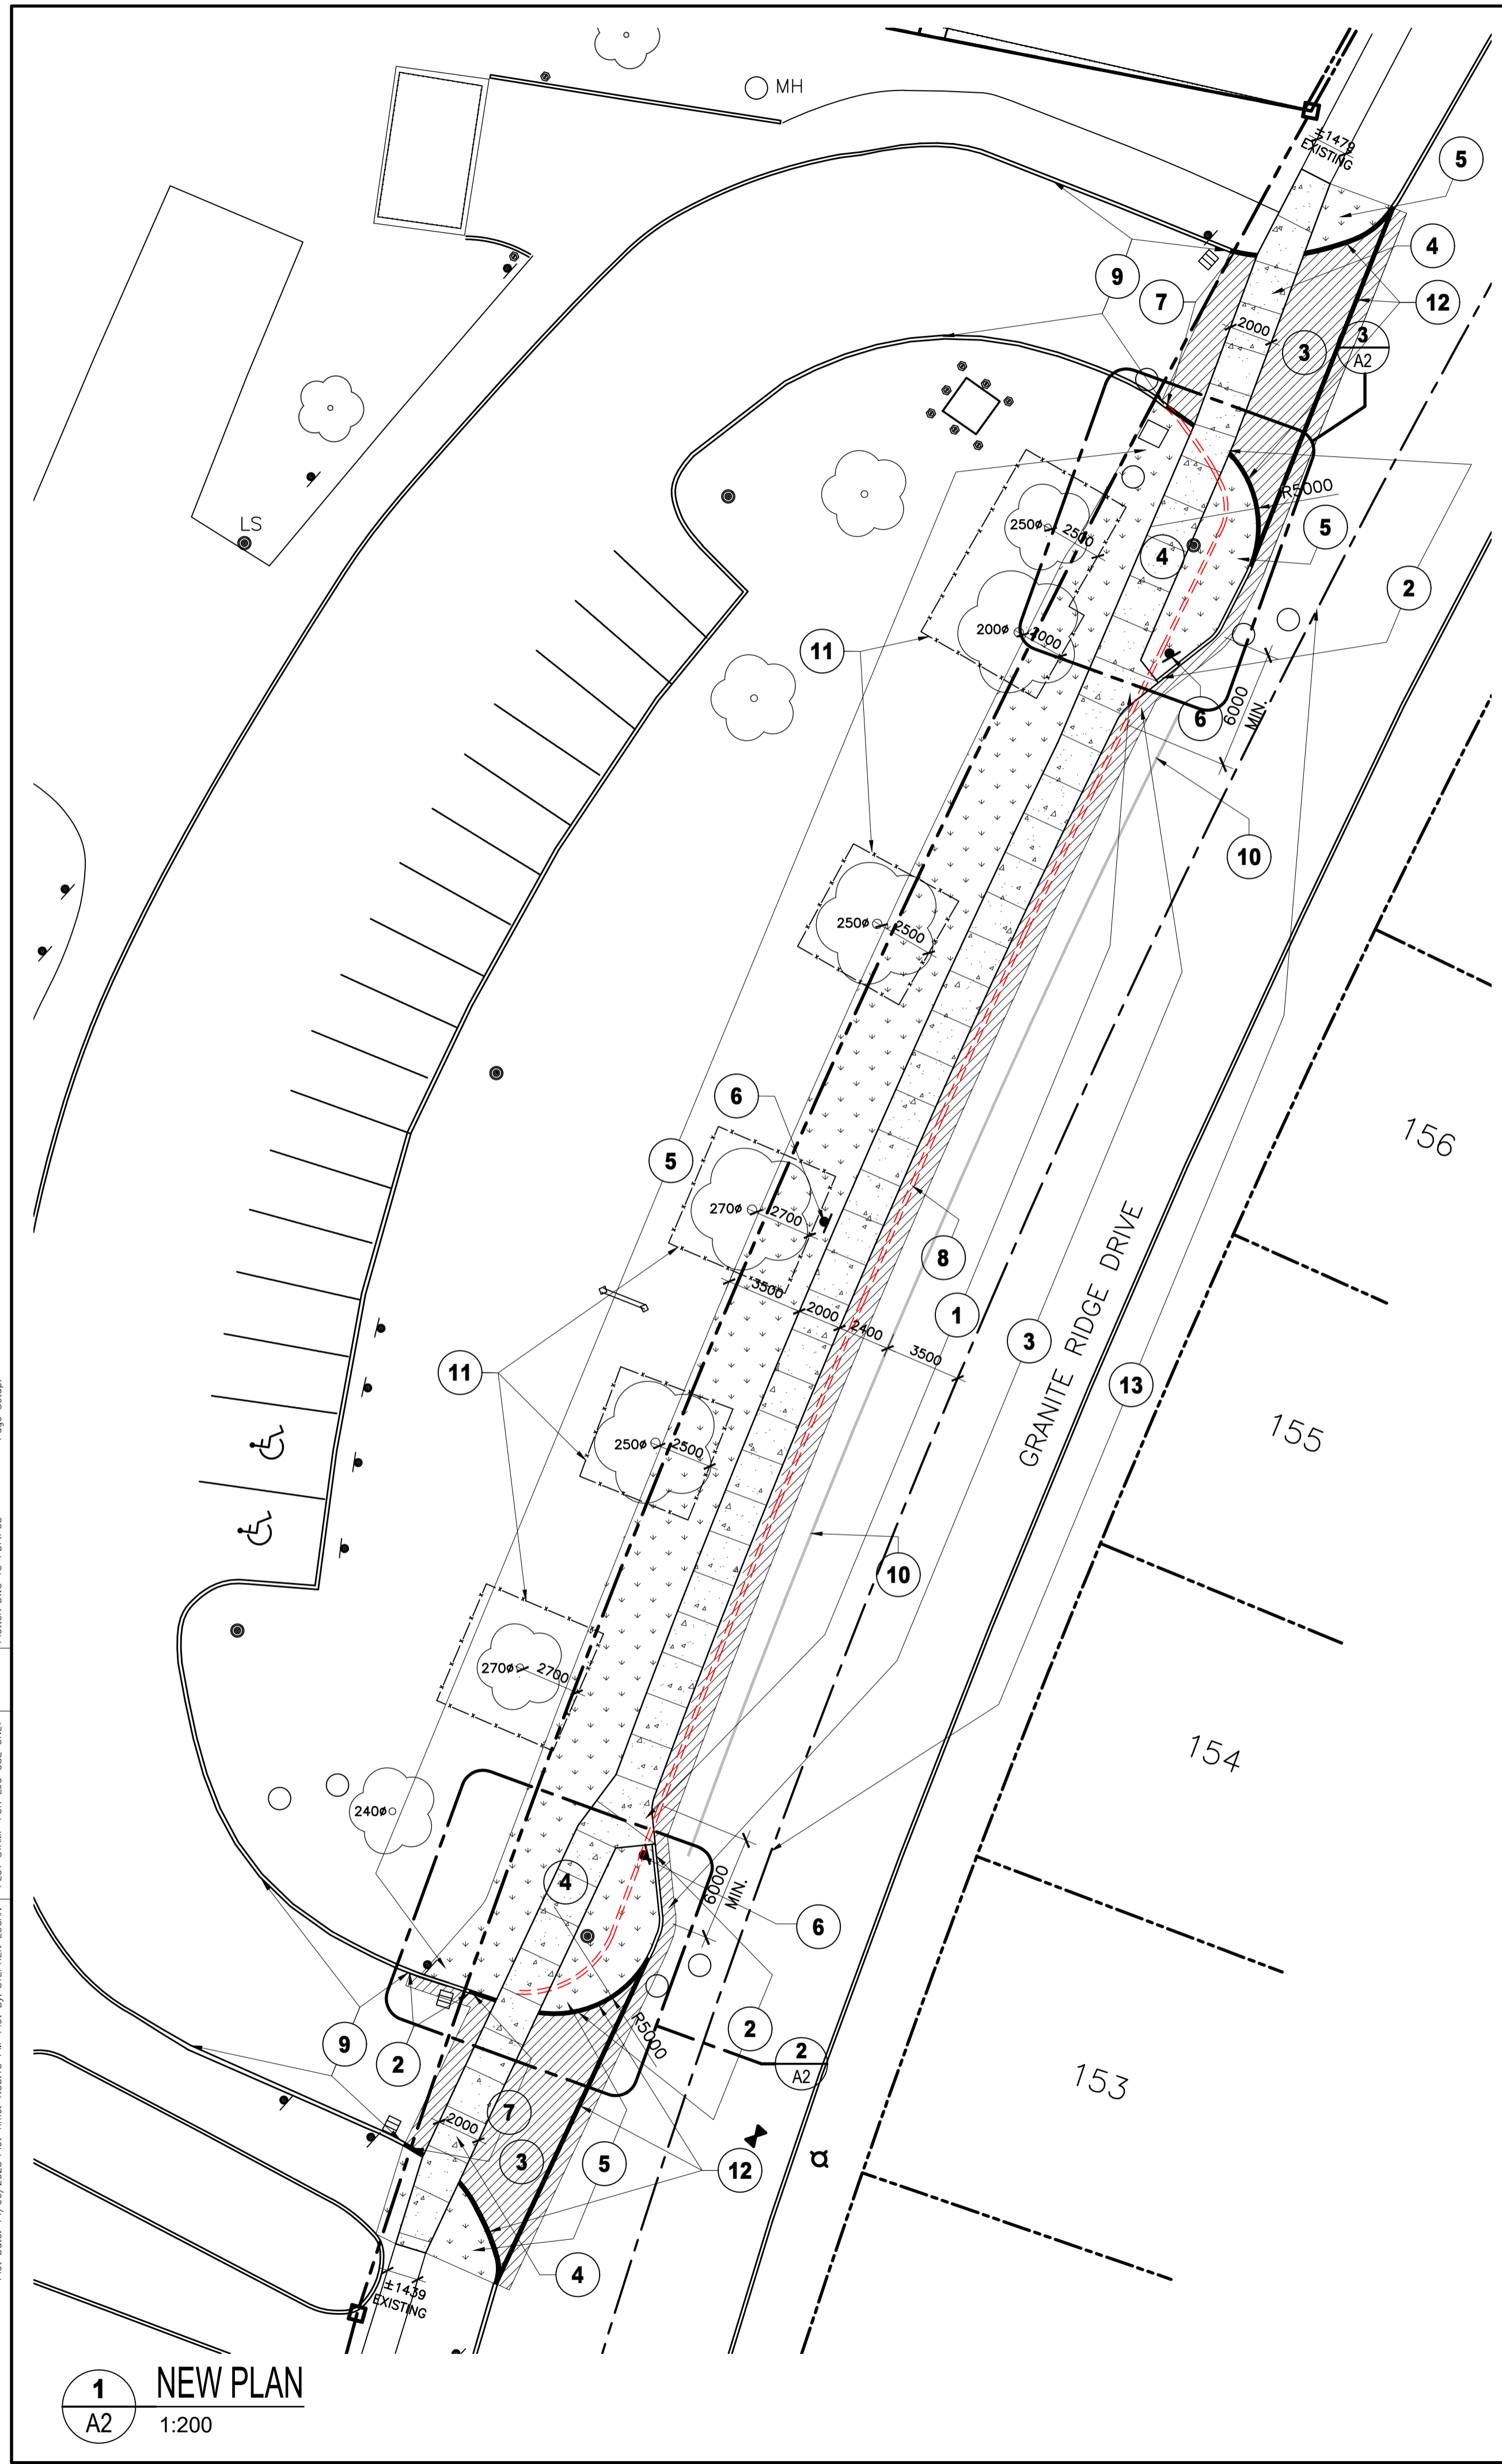 MH
±1479
EXISTING
5
4
9
7
12
2000
3
3
A2
R5000
LS
250ø
2500
4
5
2
200ø
2000
11
6
6000
MIN.
10
250ø
2500
6
156
5
270ø
2700
8
3500
2000
2400
3500
1
3
GRANITE RIDGE DRIVE
13
11
155
250ø
2500
10
270ø
2700
154
240ø
4
6000
MIN.
6
2
R5000
9
2
2
A2
153
7
2000
3
5
12
4
±1439
EXISTING
1
A2
NEW PLAN
1:200